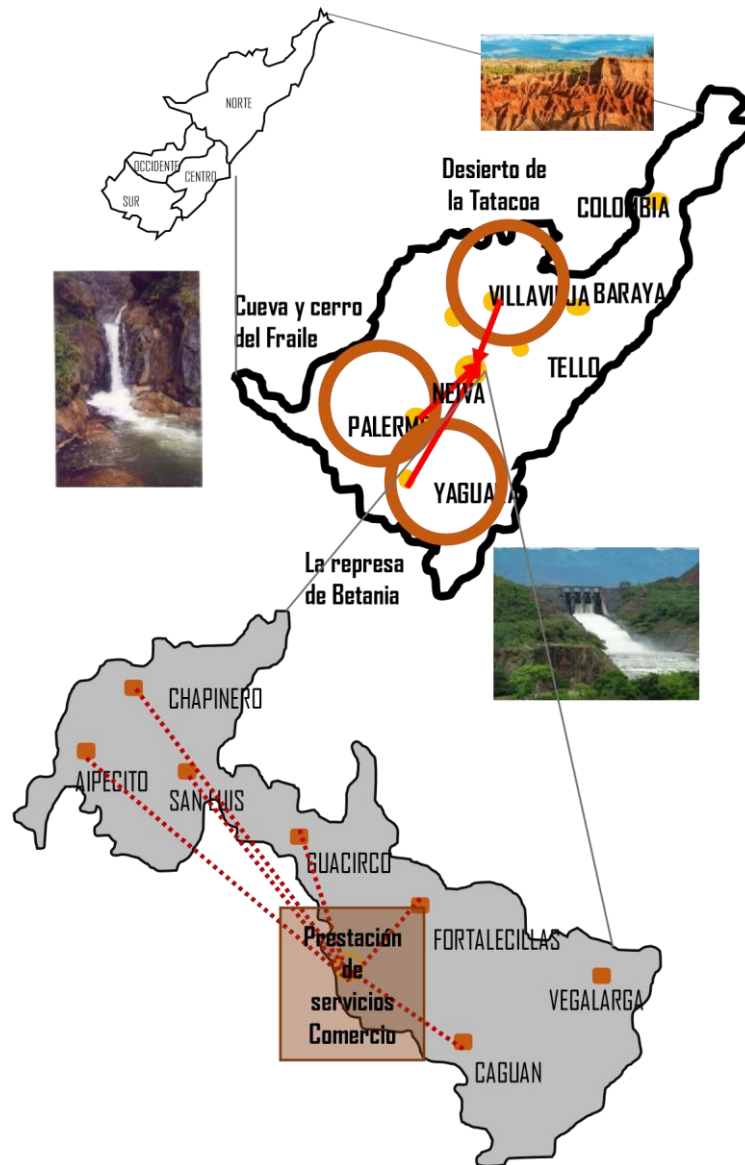 NORTE
OCCIDENTE
CENTRO
SUR
Desierto de
la Tatacoa
COLOMBIA
VILLAVIEJA
BARAYA
Cueva y cerro
del Fraile
TELLO
NEIVA
PALERMO
YAGUARA
La represa
de Betania
CHAPINERO
AIPECITO
SAN LUIS
GUACIRCO
FORTALECILLAS
Prestación
de
servicios
Comercio
VEGALARGA
CAGUAN